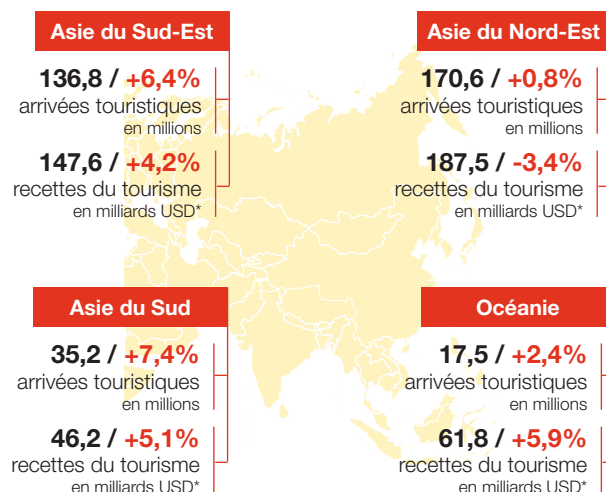 Asie du Sud-Est
136,8 / +6,4%
arrivées touristiques
en millions
147,6 / +4,2%
recettes du tourisme
en milliards USD*
Asie du Nord-Est
170,6 / +0,8%
arrivées touristiques
en millions
187,5 / -3,4%
recettes du tourisme
en milliards USD*
Asie du Sud
35,2 / +7,4%
arrivées touristiques
en millions
46,2 / +5,1%
recettes du tourisme
en milliards USD*
Océanie
17,5 / +2,4%
arrivées touristiques
en millions
61,8 / +5,9%
recettes du tourisme
en milliards USD*